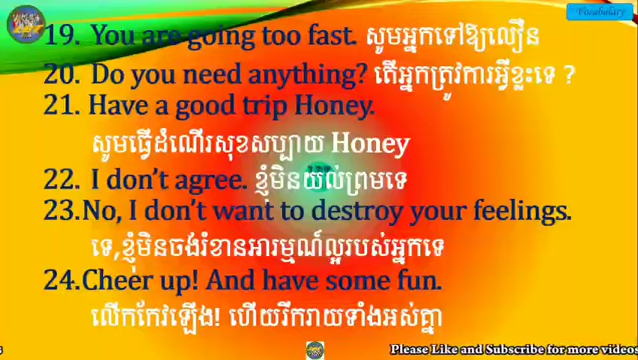 Vocabulary
19. You are going too fast. សូមអ្នកទៅឱ្យលឿន
20. Do you need anything? តើអ្នកត្រូវការអ្វីខ្លះទេ ?
21. Have a good trip Honey.
សូមធ្វើដំណើរសុខសប្បាយ Honey
22. I don't agree. ខ្ញុំមិនយល់ព្រមទេ
23.No, I don't want to destroy your feelings.
ទេ,ខ្ញុំមិនចង់រំខានអារម្មណ៍ល្អរបស់អ្នកទេ
24.Cheer up! And have some fun.
លើកកែវឡើង! ហើយរីករាយទាំងអស់គ្នា
Please Like and Subscribe for more videos